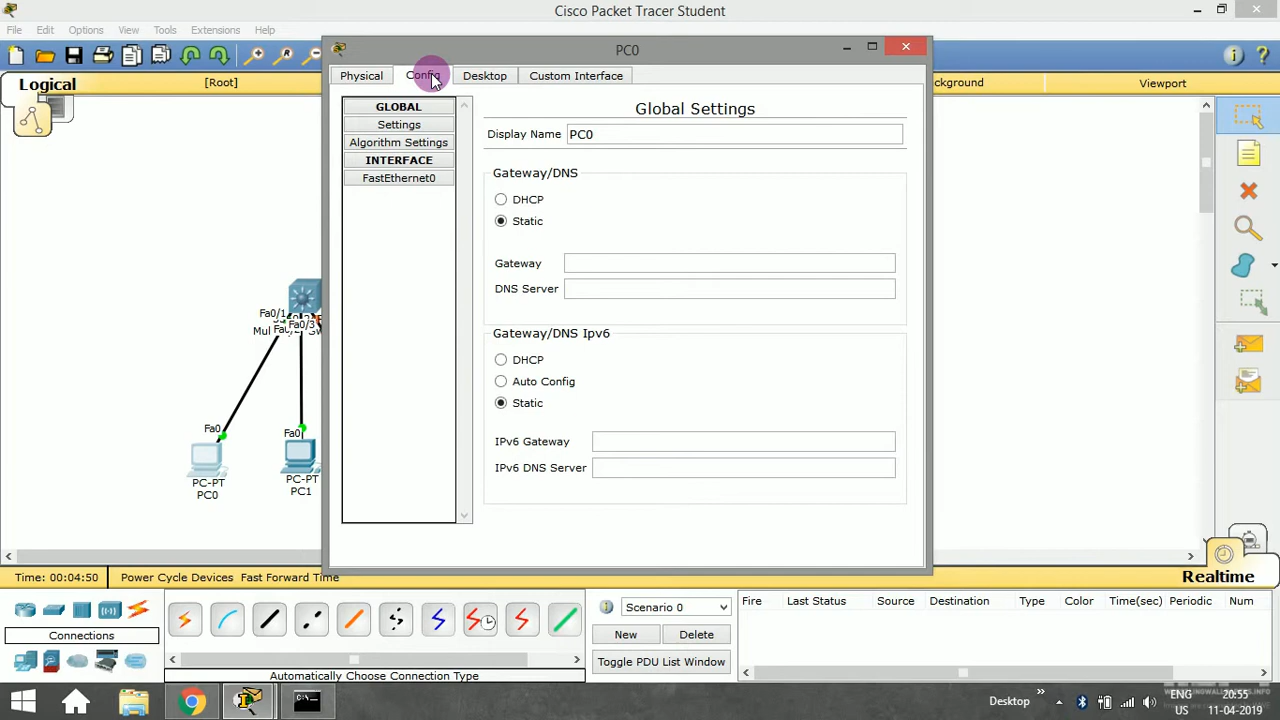 Cisco Packet Tracer Student
File Edit Options View Tools Extensions Help
Logical
[Root]
PC0
Viewport
Physical
Config
Desktop
Custom Interface
GLOBAL
Settings
Algorithm Settings
INTERFACE
FastEthernet0
Global Settings
Display Name PC0
Gateway/DNS
DHCP
Static
Gateway
DNS Server
Gateway/DNS Ipv6
DHCP
Auto Config
Static
IPv6 Gateway
IPv6 DNS Server
Fa0/1
Fa0/3
Fa0
PC-PT
PC0
Fa0
PC-PT
PC1
Time: 00:04:50
Power Cycle Devices Fast Forward Time
Realtime
Connections
Automatically Choose Connection Type
Scenario 0
New
Delete
Toggle PDU List Window
Fire Last Status Source Destination Type Color Time(sec) Periodic Num
Desktop
ENG
US
20:55
11-04-2019